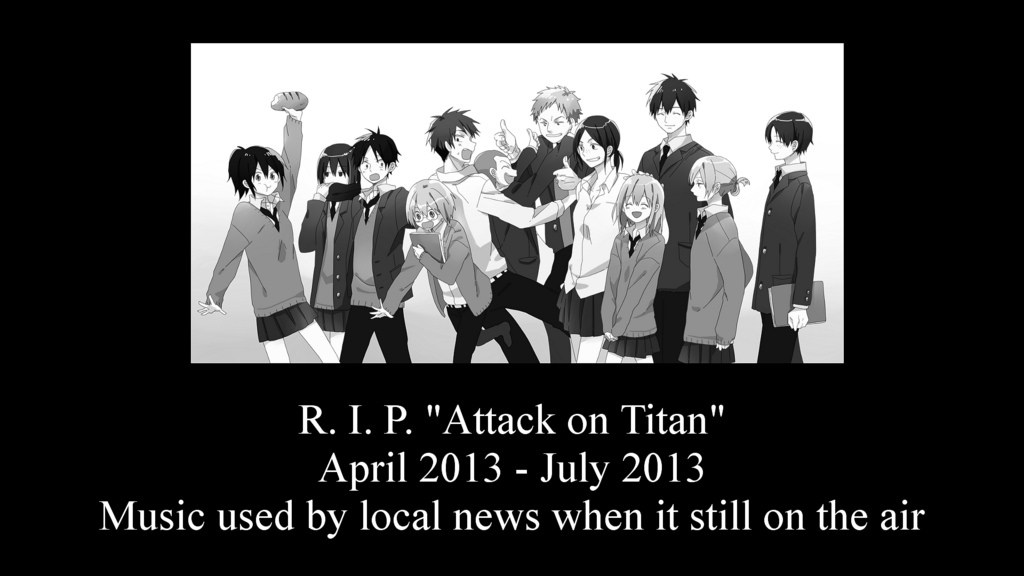 R. I. P. "Attack on Titan"
April 2013 - July 2013
Music used by local news when it still on the air